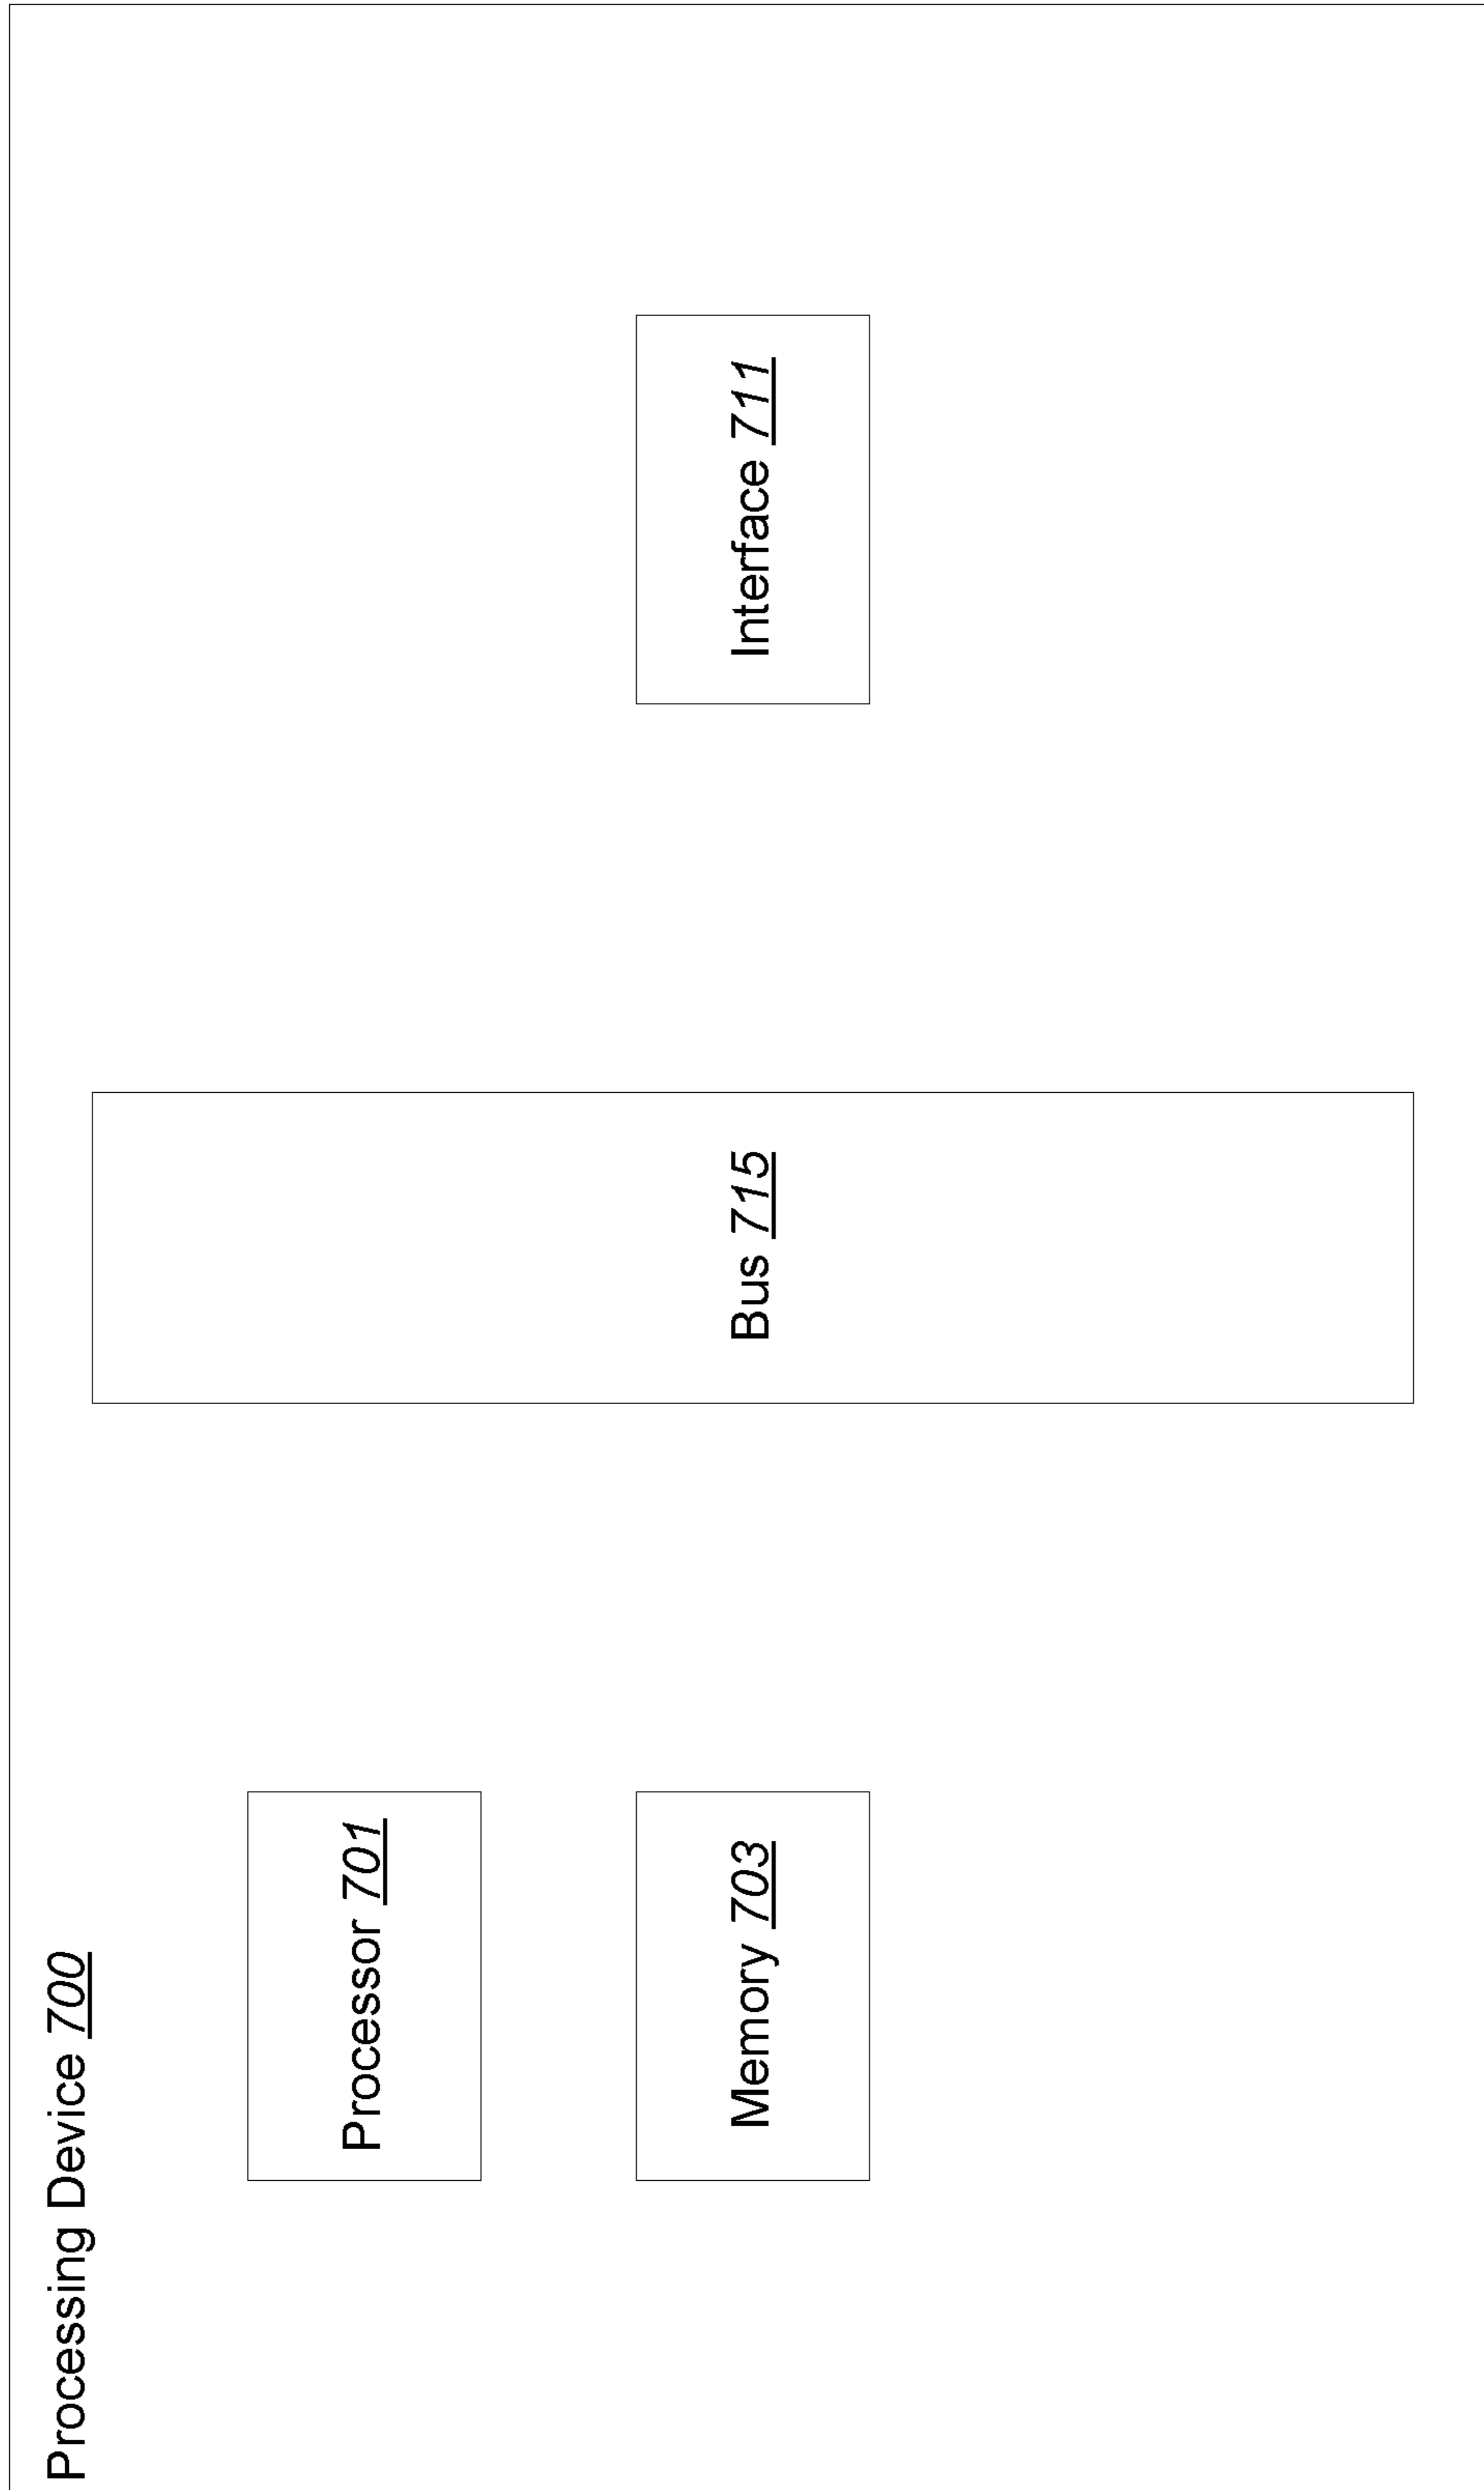 Processing Device 700
Processor 701
Memory 703
Bus 715
Interface 711